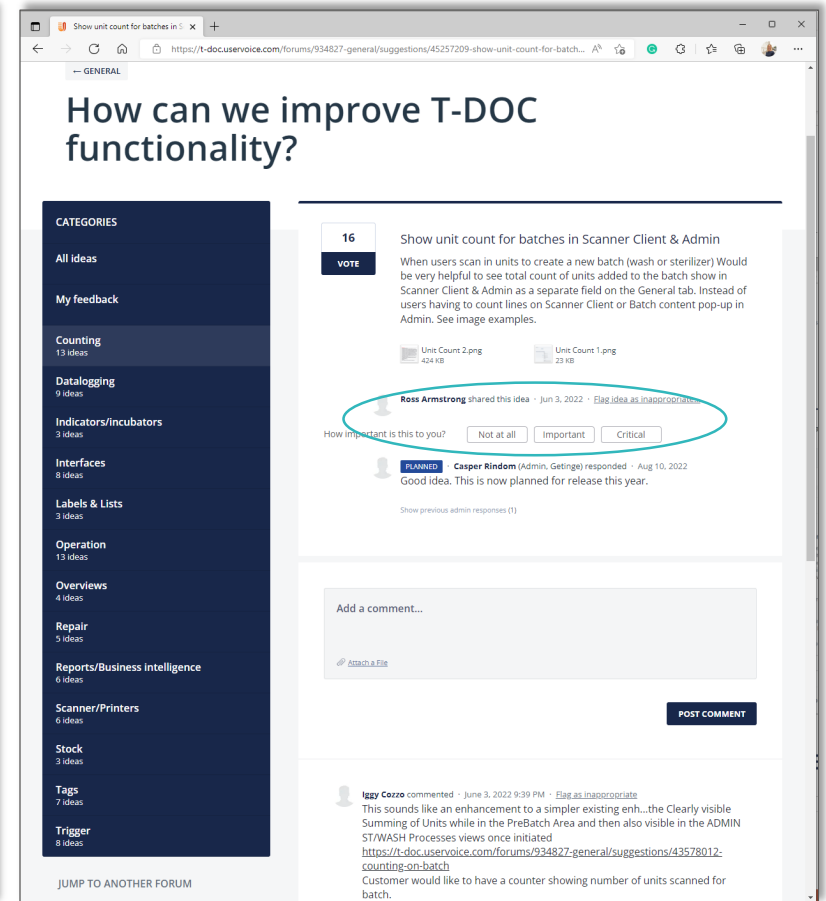 Show unit count for batches in S
https://t-doc.uservoice.com/forums/934827-general/suggestions/45257209-show-unit-count-for-batch...
← GENERAL
How can we improve T-DOC
functionality?
CATEGORIES
All ideas
My feedback
Counting
13 ideas
Datalogging
9 ideas
Indicators/incubators
3 ideas
Interfaces
8 ideas
Labels & Lists
3 ideas
Operation
13 ideas
Overviews
4 ideas
Repair
5 ideas
Reports/Business intelligence
6 ideas
Scanner/Printers
6 ideas
Stock
3 ideas
Tags
7 ideas
Trigger
8 ideas
JUMP TO ANOTHER FORUM
16
VOTE
Show unit count for batches in Scanner Client & Admin
When users scan in units to create a new batch (wash or sterilizer) Would
be very helpful to see total count of units added to the batch show in
Scanner Client & Admin as a separate field on the General tab. Instead of
users having to count lines on Scanner Client or Batch content pop-up in
Admin. See image examples.
Unit Count 2.png
424 KB
Unit Count 1.png
23 KB
Ross Armstrong shared this idea · Jun 3, 2022 · Flag idea as inappropriate…
How important is this to you? Not at all Important Critical
PLANNED · Casper Rindom (Admin, Getinge) responded · Aug 10, 2022
Good idea. This is now planned for release this year.
Show previous admin responses (1)
Add a comment…
Attach a File
POST COMMENT
Iggy Cozzo commented · June 3, 2022 9:39 PM · Flag as inappropriate
This sounds like an enhancement to a simpler existing enh...the Clearly visible
Summing of Units while in the PreBatch Area and then also visible in the ADMIN
ST/WASH Processes views once initiated
https://t-doc.uservoice.com/forums/934827-general/suggestions/43578012-
counting-on-batch
Customer would like to have a counter showing number of units scanned for
batch.